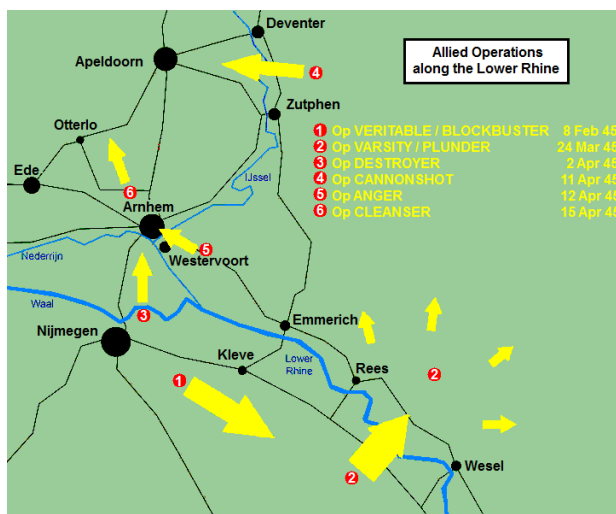 Deventer
Allied Operations
along the Lower Rhine
Apeldoorn
4
Zutphen
1 Op VERITABLE / BLOCKBUSTER 8 Feb 45
2 Op VARSITY / PLUNDER 24 Mar 45
3 Op DESTROYER 2 Apr 45
4 Op CANNONSHOT 11 Apr 45
5 Op ANGER 12 Apr 45
6 Op CLEANSER 15 Apr 45
Otterlo
Ede
6
IJssel
Arnhem
5
Nederrijn
Westervoort
Waal
3
Nijmegen
Emmerich
Kleve
Lower
Rhine
Rees
2
1
Wesel
2